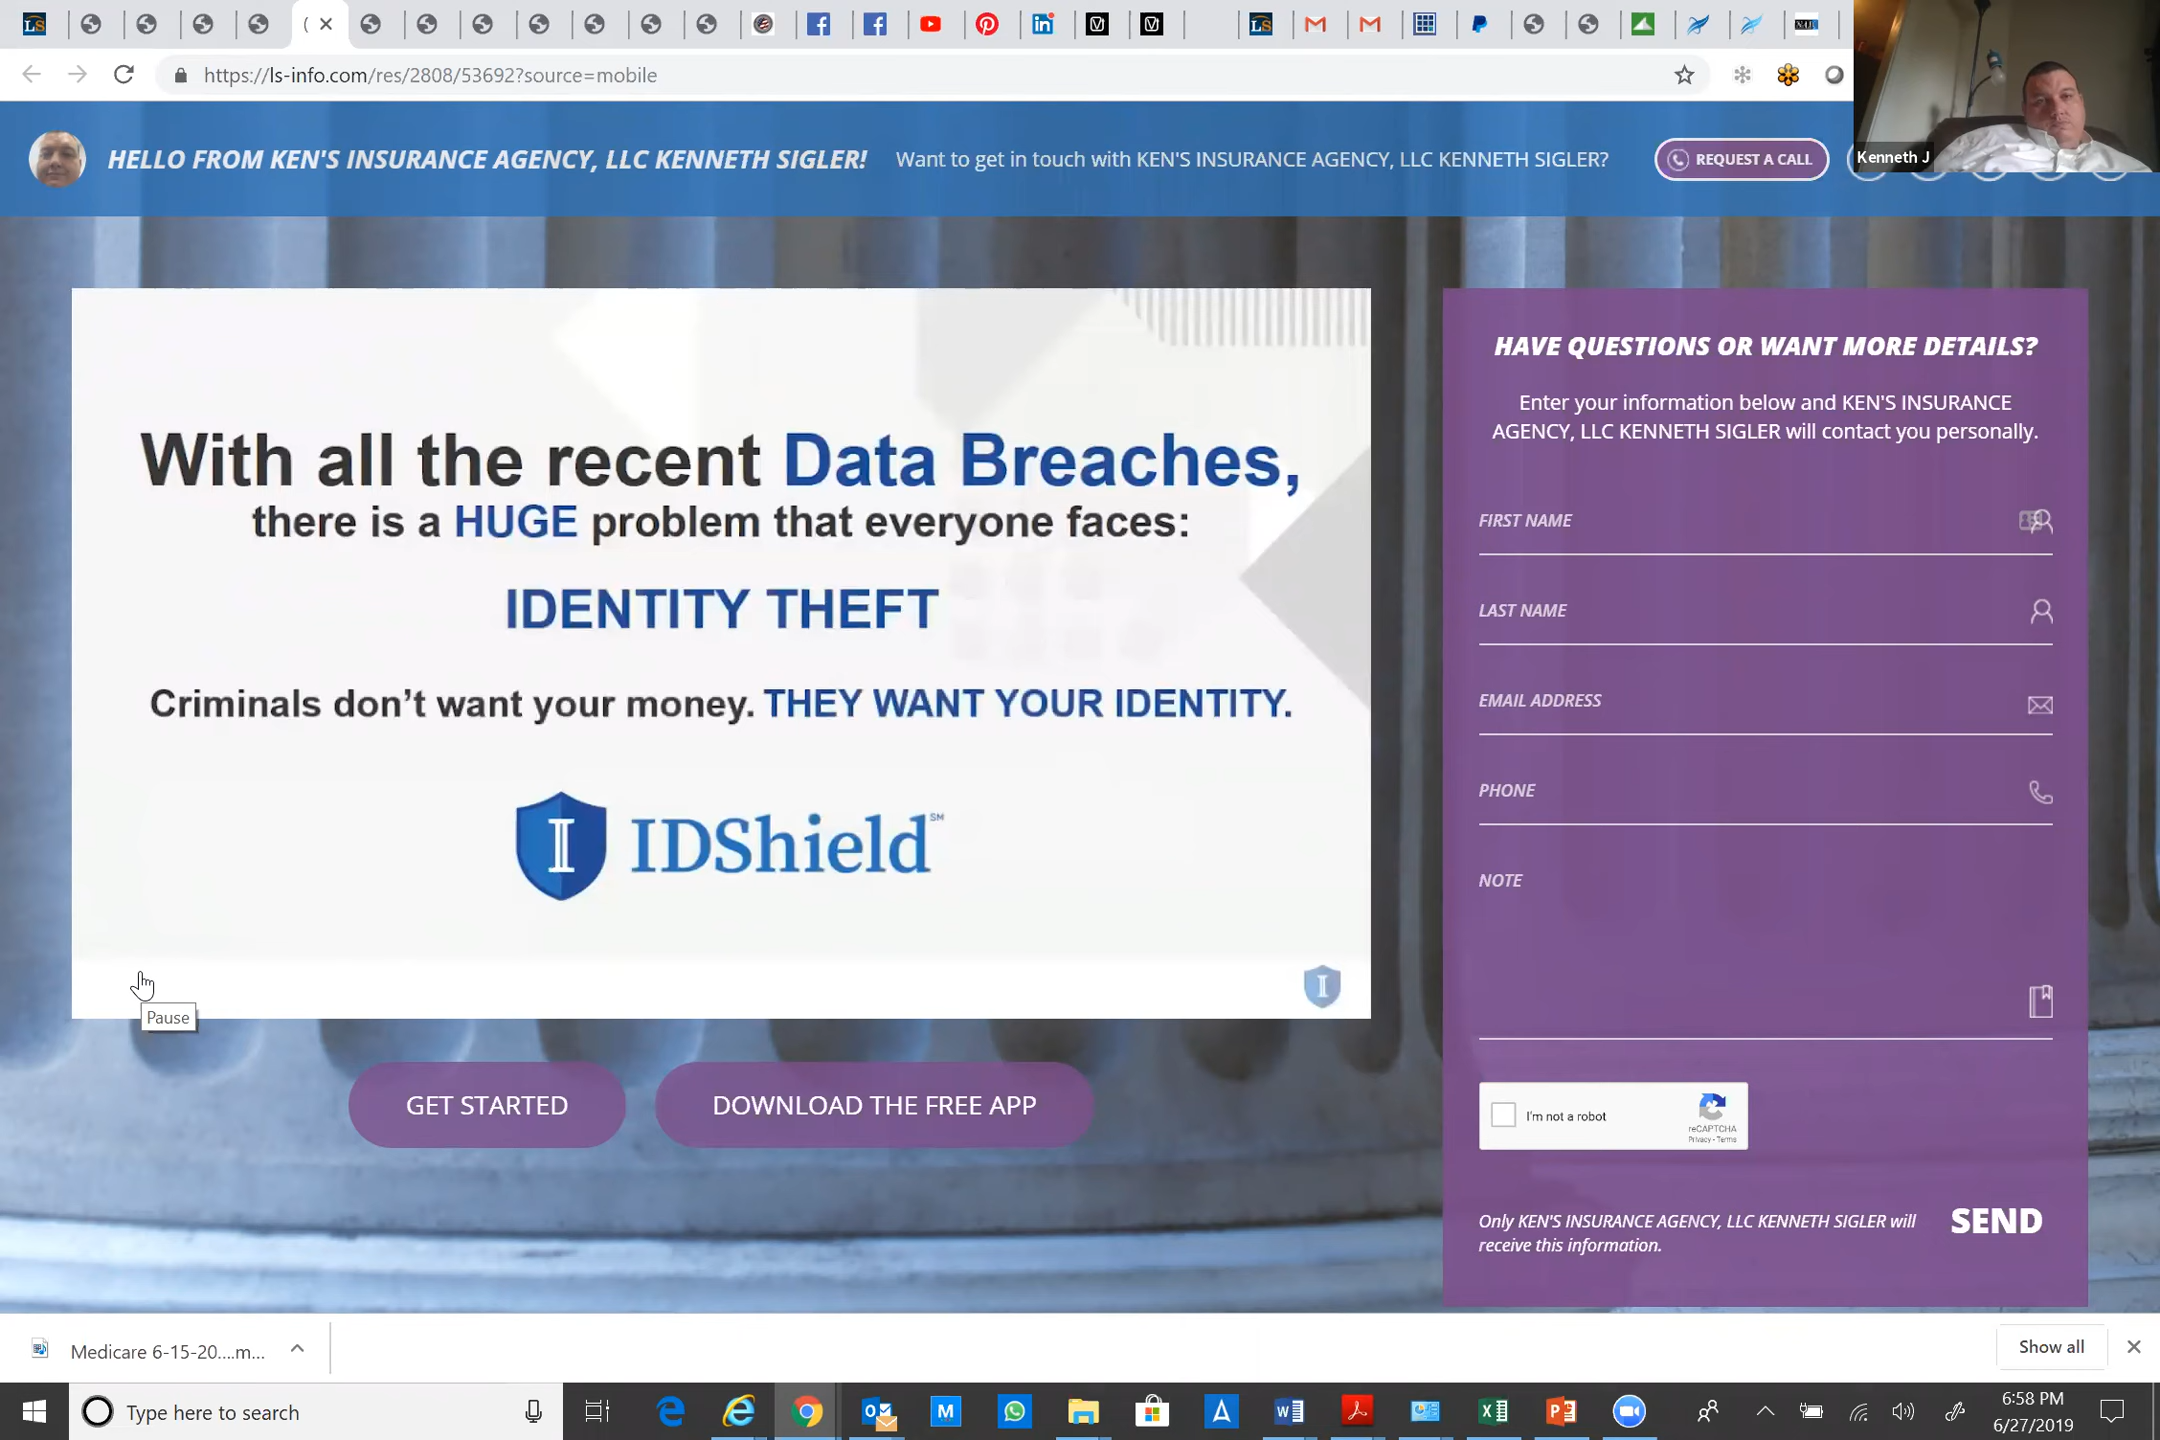 https://ls-info.com/res/2808/53692?source=mobile
HELLO FROM KEN'S INSURANCE AGENCY, LLC KENNETH SIGLER!
Want to get in touch with KEN'S INSURANCE AGENCY, LLC KENNETH SIGLER?
REQUEST A CALL
Kenneth J
With all the recent Data Breaches,
there is a HUGE problem that everyone faces:
IDENTITY THEFT
Criminals don't want your money. THEY WANT YOUR IDENTITY.
IDShield℠
Pause
GET STARTED
DOWNLOAD THE FREE APP
HAVE QUESTIONS OR WANT MORE DETAILS?
Enter your information below and KEN'S INSURANCE
AGENCY, LLC KENNETH SIGLER will contact you personally.
FIRST NAME
LAST NAME
EMAIL ADDRESS
PHONE
NOTE
I'm not a robot
reCAPTCHA
Privacy - Terms
Only KEN'S INSURANCE AGENCY, LLC KENNETH SIGLER will
receive this information.
SEND
Medicare 6-15-20....m...
Show all
Type here to search
6:58 PM
6/27/2019